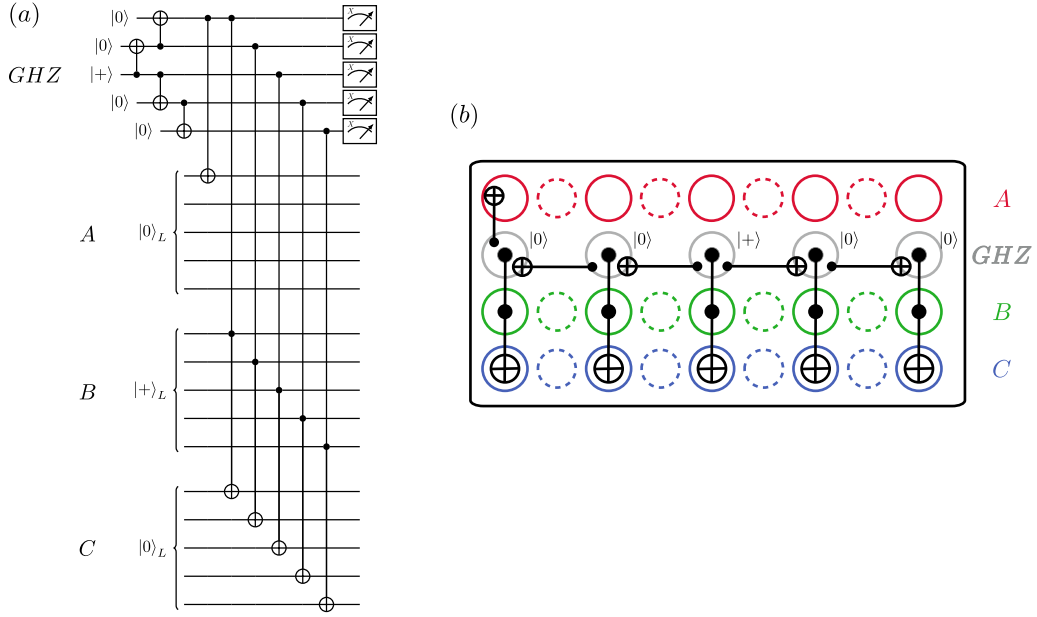 (a)
|0⟩ X
|0⟩ X
GHZ |+⟩ X
|0⟩ X
|0⟩ X
A |0⟩_L
B |+⟩_L
C |0⟩_L
(b)
A
|0⟩ |0⟩ |+⟩ |0⟩ |0⟩ GHZ
B
C